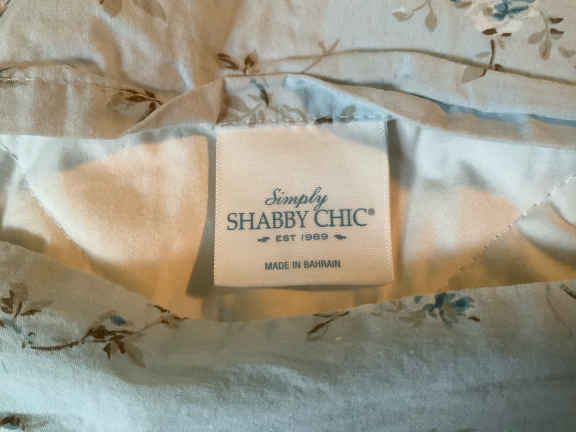 Simply
SHABBY CHIC®
EST 1989
MADE IN BAHRAIN